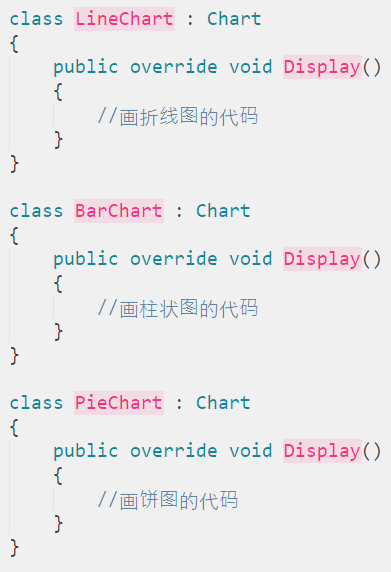 class LineChart : Chart
{
    public override void Display()
    {
        //画折线图的代码
    }
}

class BarChart : Chart
{
    public override void Display()
    {
        //画柱状图的代码
    }
}

class PieChart : Chart
{
    public override void Display()
    {
        //画饼图的代码
    }
}